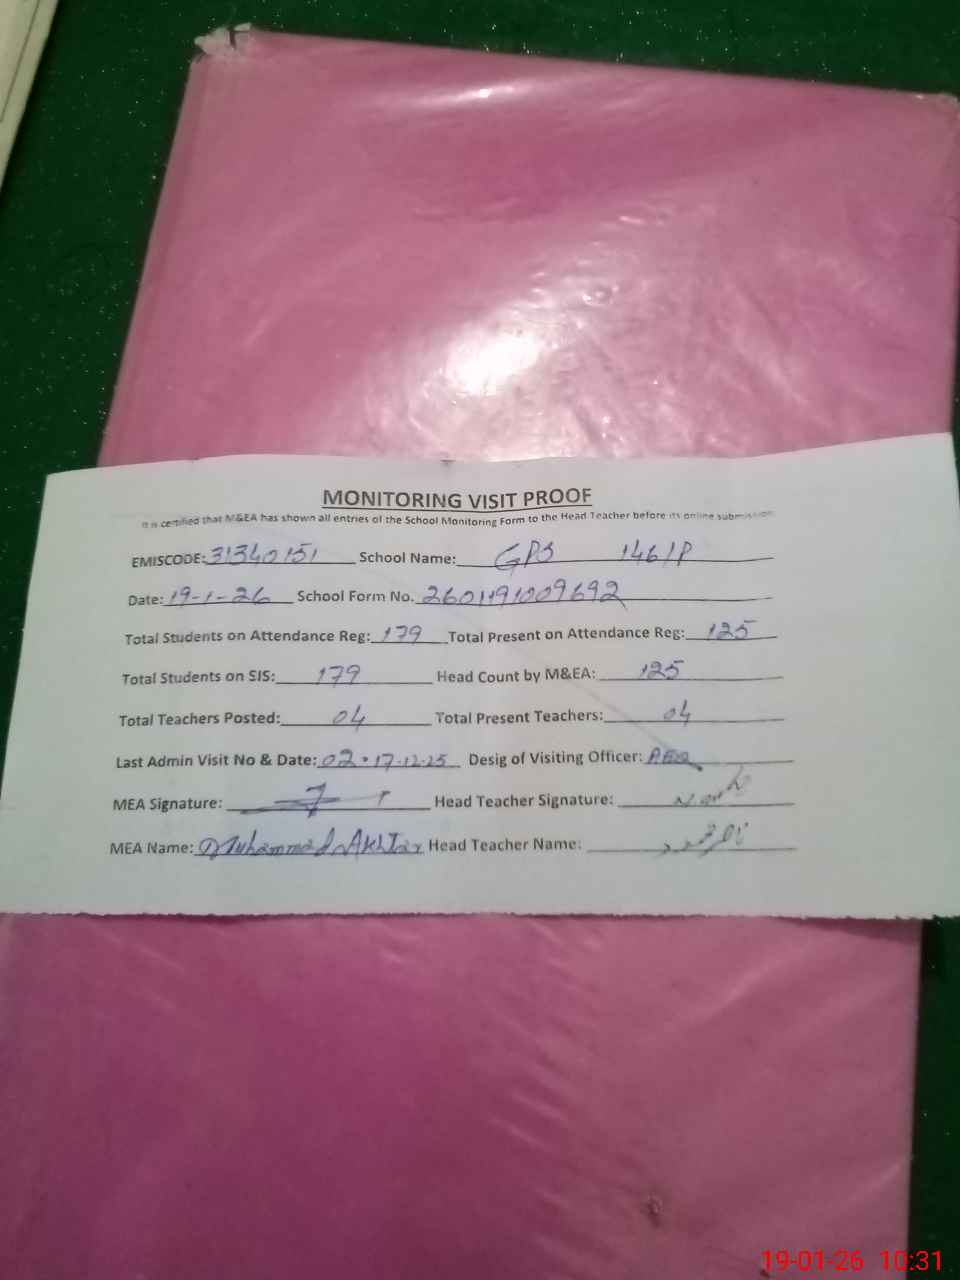 MONITORING VISIT PROOF
It is certified that M&EA has shown all entries of the School Monitoring Form to the Head Teacher before its online submission
EMISCODE: 31340151 School Name: GPS 146/P
Date: 19-1-26 School Form No. 2601191009692
Total Students on Attendance Reg: 179 Total Present on Attendance Reg: 125
Total Students on SIS: 179 Head Count by M&EA: 125
Total Teachers Posted: 04 Total Present Teachers: 04
Last Admin Visit No & Date: 02 • 17-12-25 Desig of Visiting Officer: AEO
MEA Signature: Head Teacher Signature:
MEA Name: Muhammad Akhtar Head Teacher Name:
19-01-26 10:31